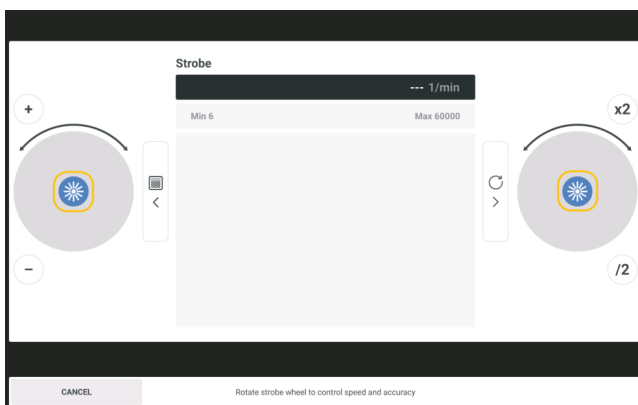 Strobe
--- 1/min
Min 6 Max 60000
+
x2
−
/2
CANCEL
Rotate strobe wheel to control speed and accuracy